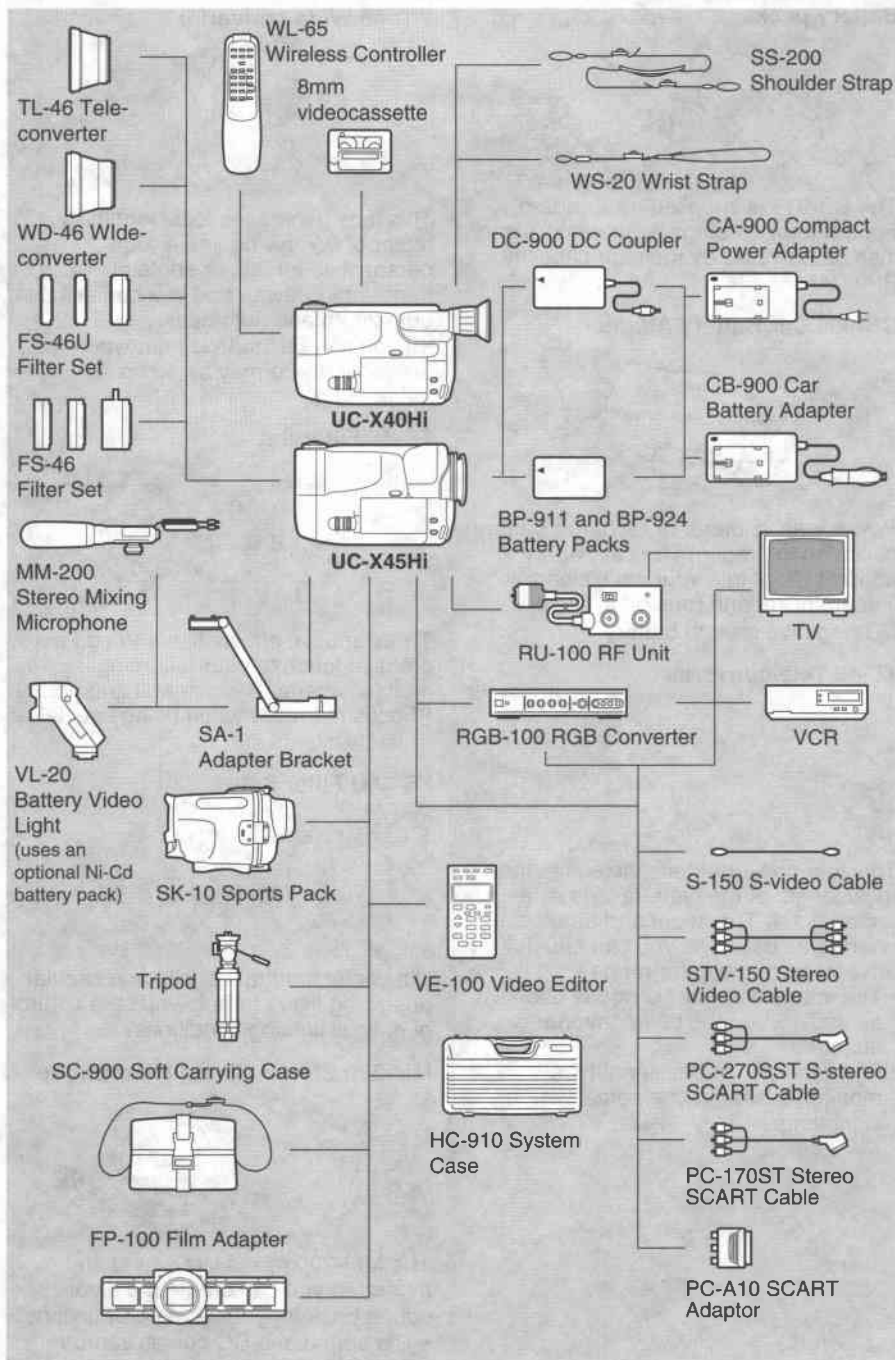 WL-65
Wireless Controller
8mm
videocassette
SS-200
Shoulder Strap
TL-46 Tele-
converter
WS-20 Wrist Strap
WD-46 WIde-
converter
DC-900 DC Coupler
CA-900 Compact
Power Adapter
FS-46U
Filter Set
UC-X40Hi
CB-900 Car
Battery Adapter
FS-46
Filter Set
UC-X45Hi
BP-911 and BP-924
Battery Packs
MM-200
Stereo Mixing
Microphone
RU-100 RF Unit
TV
SA-1
Adapter Bracket
RGB-100 RGB Converter
VCR
VL-20
Battery Video
Light
(uses an
optional Ni-Cd
battery pack)
SK-10 Sports Pack
S-150 S-video Cable
VE-100 Video Editor
STV-150 Stereo
Video Cable
Tripod
PC-270SST S-stereo
SCART Cable
SC-900 Soft Carrying Case
HC-910 System
Case
PC-170ST Stereo
SCART Cable
FP-100 Film Adapter
PC-A10 SCART
Adaptor